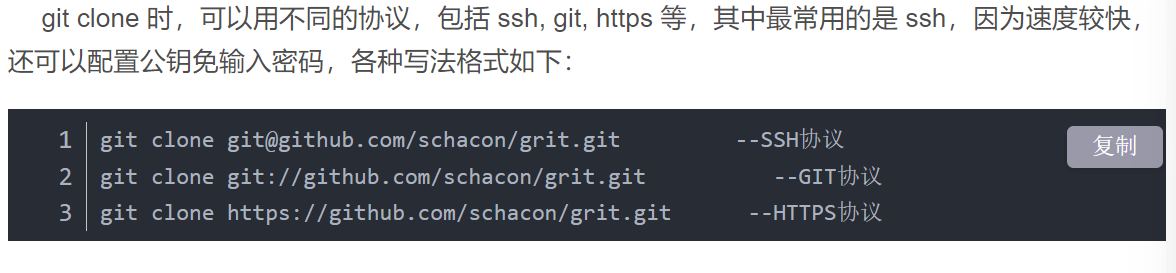 git clone 时，可以用不同的协议，包括 ssh, git, https 等，其中最常用的是 ssh，因为速度较快，
还可以配置公钥免输入密码，各种写法格式如下：
1 git clone git@github.com/schacon/grit.git --SSH协议
复制
2 git clone git://github.com/schacon/grit.git --GIT协议
3 git clone https://github.com/schacon/grit.git --HTTPS协议